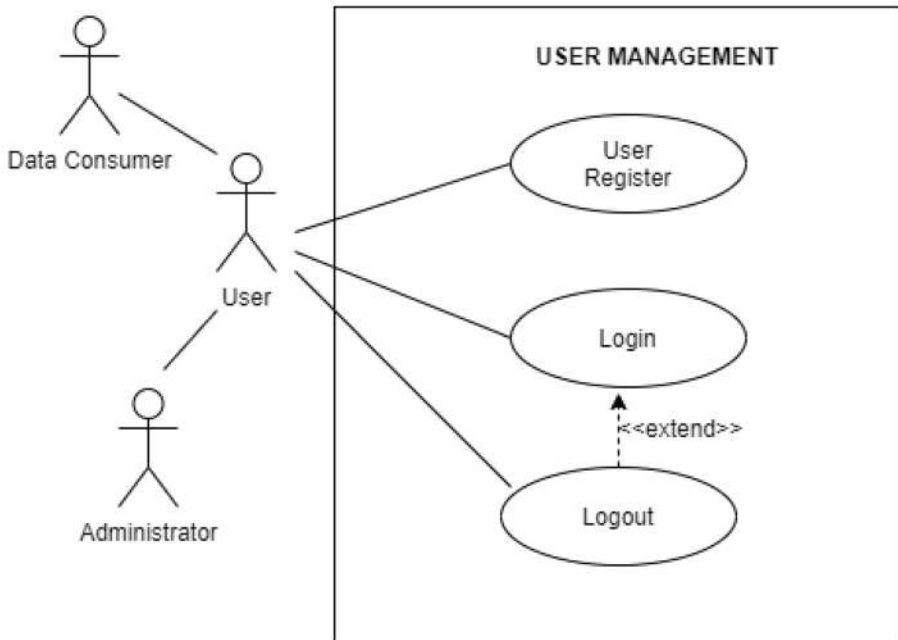 USER MANAGEMENT
Data Consumer
User
Register
User
Login
<<extend>>
Logout
Administrator